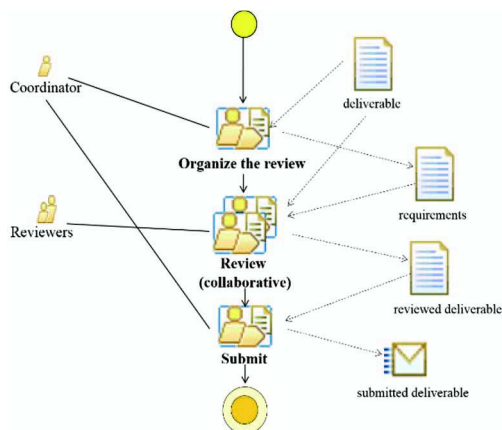 Coordinator
deliverable
Organize the review
requirements
Reviewers
Review
(collaborative)
reviewed deliverable
Submit
submitted deliverable